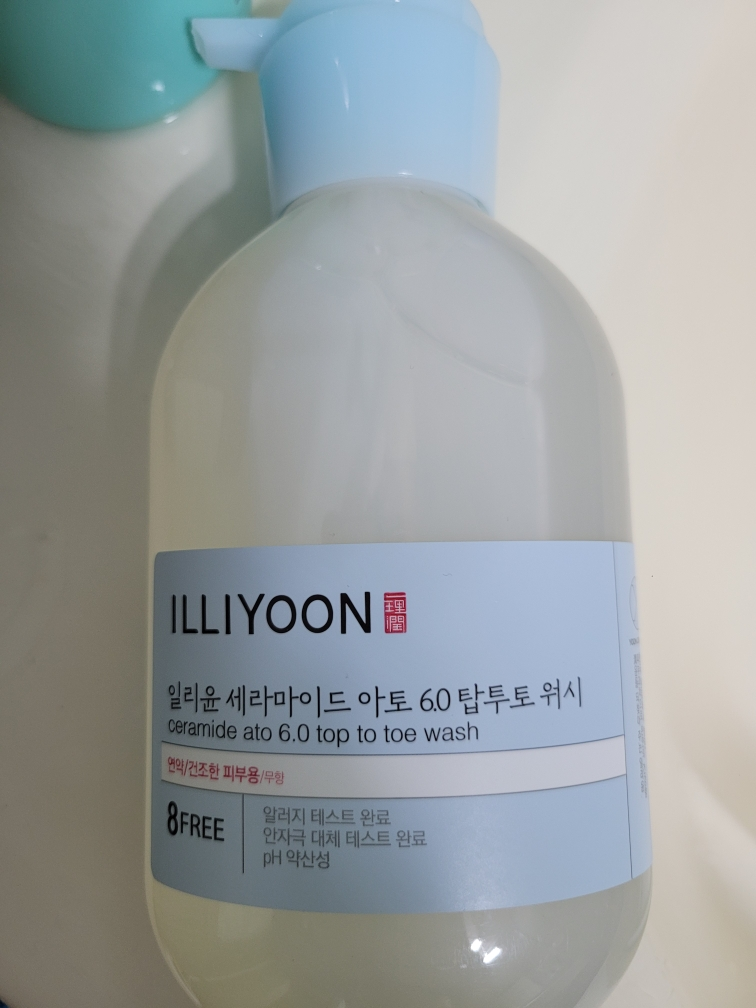 ILLIYOON 理潤
일리윤 세라마이드 아토 6.0 탑투토 워시
ceramide ato 6.0 top to toe wash
연약/건조한 피부용/무향
8FREE
알러지 테스트 완료
안자극 대체 테스트 완료
pH 약산성